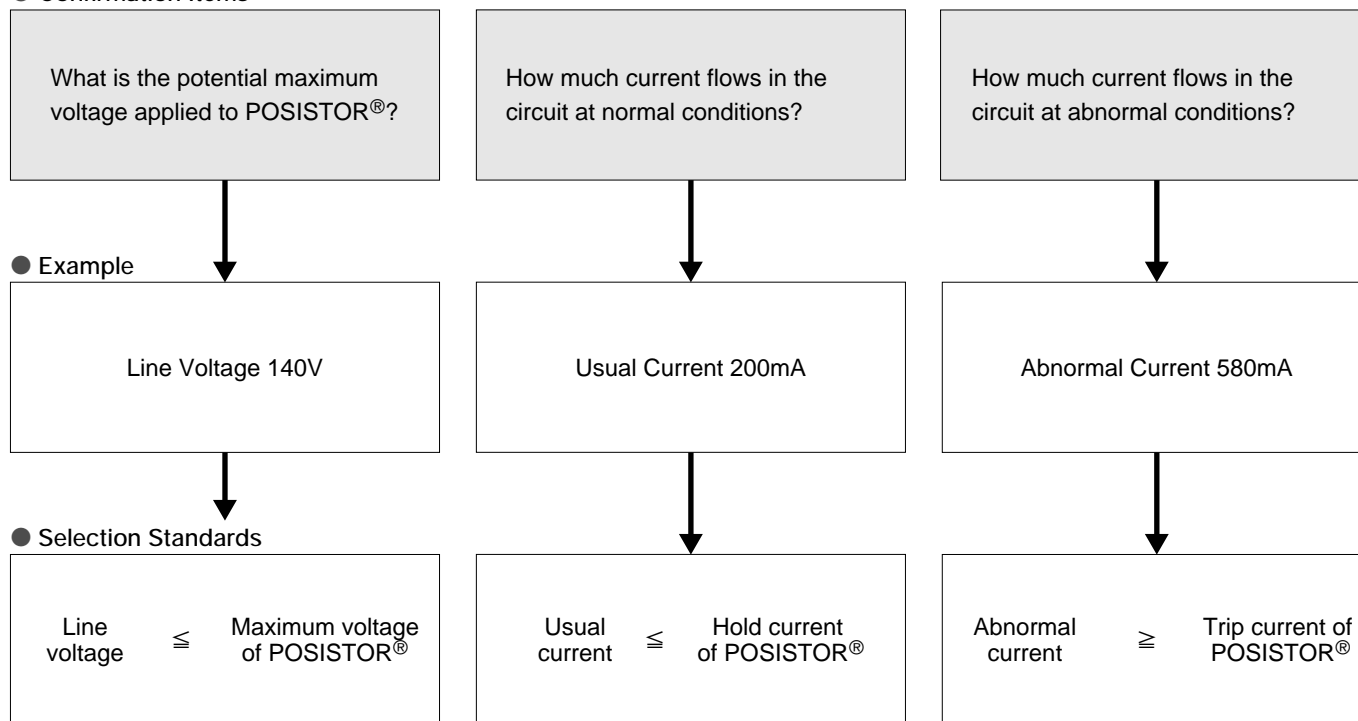 ● Confirmation Items
What is the potential maximum
voltage applied to POSISTOR®?
How much current flows in the
circuit at normal conditions?
How much current flows in the
circuit at abnormal conditions?
● Example
Line Voltage 140V
Usual Current 200mA
Abnormal Current 580mA
● Selection Standards
Line
voltage
≦
Maximum voltage
of POSISTOR®
Usual
current
≦
Hold current
of POSISTOR®
Abnormal
current
≧
Trip current of
POSISTOR®